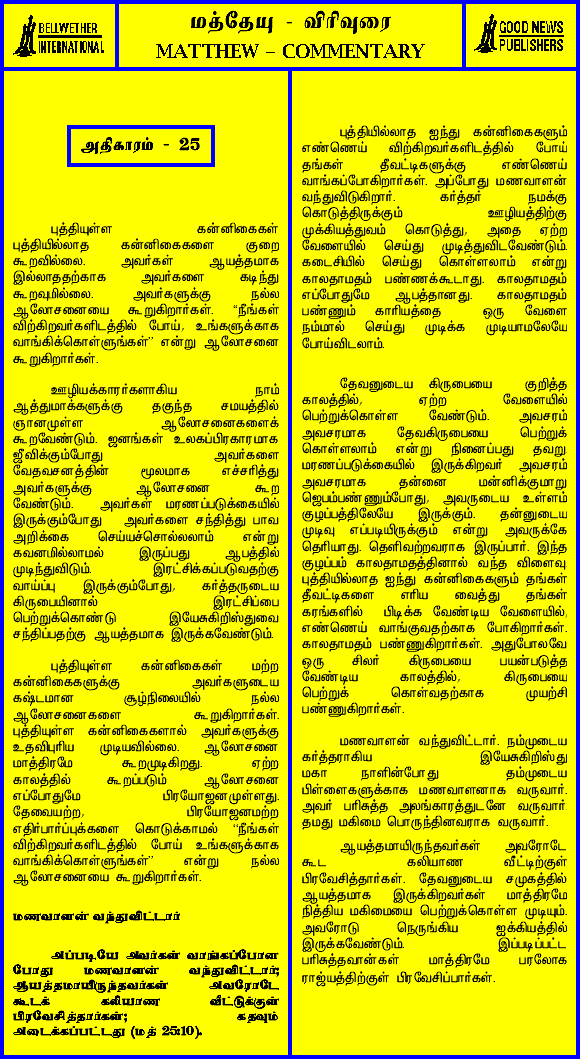 BELLWETHER
INTERNATIONAL
மத்தேயு - விரிவுரை
MATTHEW – COMMENTARY
GOOD NEWS
PUBLISHERS
அதிகாரம் - 25
புத்தியுள்ள கன்னிகைகள்
புத்தியில்லாத கன்னிகைகளை குறை
கூறவில்லை. அவர்கள் ஆயத்தமாக
இல்லாததற்காக அவர்களை கடிந்து
கூறவுமில்லை. அவர்களுக்கு நல்ல
ஆலோசனையை கூறுகிறார்கள். “நீங்கள்
விற்கிறவர்களிடத்தில் போய், உங்களுக்காக
வாங்கிக்கொள்ளுங்கள்” என்று ஆலோசனை
கூறுகிறார்கள்.
ஊழியக்காரர்களாகிய நாம்
ஆத்துமாக்களுக்கு தகுந்த சமயத்தில்
ஞானமுள்ள ஆலோசனைகளைக்
கூறவேண்டும். ஜனங்கள் உலகப்பிரகாரமாக
ஜீவிக்கும்போது அவர்களை
வேதவசனத்தின் மூலமாக எச்சரித்து
அவர்களுக்கு ஆலோசனை கூற
வேண்டும். அவர்கள் மரணப்படுக்கையில்
இருக்கும்போது அவர்களை சந்தித்து பாவ
அறிக்கை செய்யச்சொல்லலாம் என்று
கவனமில்லாமல் இருப்பது ஆபத்தில்
முடிந்துவிடும். இரட்சிக்கப்படுவதற்கு
வாய்ப்பு இருக்கும்போது, கர்த்தருடைய
கிருபையினால் இரட்சிப்பை
பெற்றுக்கொண்டு இயேசுகிறிஸ்துவை
சந்திப்பதற்கு ஆயத்தமாக இருக்கவேண்டும்.
புத்தியுள்ள கன்னிகைகள் மற்ற
கன்னிகைகளுக்கு அவர்களுடைய
கஷ்டமான சூழ்நிலையில் நல்ல
ஆலோசனைகளை கூறுகிறார்கள்.
புத்தியுள்ள கன்னிகைகளால் அவர்களுக்கு
உதவிபுரிய முடியவில்லை. ஆலோசனை
மாத்திரமே கூறமுடிகிறது. ஏற்ற
காலத்தில் கூறப்படும் ஆலோசனை
எப்போதுமே பிரயோஜனமுள்ளது.
தேவையற்ற, பிரயோஜனமற்ற
எதிர்பார்ப்புக்களை கொடுக்காமல் “நீங்கள்
விற்கிறவர்களிடத்தில் போய் உங்களுக்காக
வாங்கிக்கொள்ளுங்கள்” என்று நல்ல
ஆலோசனையை கூறுகிறார்கள்.
மணவாளன் வந்துவிட்டார்
அப்படியே அவர்கள் வாங்கப்போன
போது மணவாளன் வந்துவிட்டார்;
ஆயத்தமாயிருந்தவர்கள் அவரோடே
கூடக் கலியாண வீட்டுக்குள்
பிரவேசித்தார்கள்; கதவும்
அடைக்கப்பட்டது (மத் 25:10).
புத்தியில்லாத ஐந்து கன்னிகைகளும்
எண்ணெய் விற்கிறவர்களிடத்தில் போய்
தங்கள் தீவட்டிகளுக்கு எண்ணெய்
வாங்கப்போகிறார்கள். அப்போது மணவாளன்
வந்துவிடுகிறார். கர்த்தர் நமக்கு
கொடுத்திருக்கும் ஊழியத்திற்கு
முக்கியத்துவம் கொடுத்து, அதை ஏற்ற
வேளையில் செய்து முடித்துவிடவேண்டும்.
கடைசியில் செய்து கொள்ளலாம் என்று
காலதாமதம் பண்ணக்கூடாது. காலதாமதம்
எப்போதுமே ஆபத்தானது. காலதாமதம்
பண்ணும் காரியத்தை ஒரு வேளை
நம்மால் செய்து முடிக்க முடியாமலேயே
போய்விடலாம்.
தேவனுடைய கிருபையை குறித்த
காலத்தில், ஏற்ற வேளையில்
பெற்றுக்கொள்ள வேண்டும். அவசரம்
அவசரமாக தேவகிருபையை பெற்றுக்
கொள்ளலாம் என்று நினைப்பது தவறு.
மரணப்படுக்கையில் இருக்கிறவர் அவசரம்
அவசரமாக தன்னை மன்னிக்குமாறு
ஜெபம்பண்ணும்போது, அவருடைய உள்ளம்
குழப்பத்திலேயே இருக்கும். தன்னுடைய
முடிவு எப்படியிருக்கும் என்று அவருக்கே
தெரியாது. தெளிவற்றவராக இருப்பார். இந்த
குழப்பம் காலதாமதத்தினால் வந்த விளைவு.
புத்தியில்லாத ஐந்து கன்னிகைகளும் தங்கள்
தீவட்டிகளை எரிய வைத்து தங்கள்
கரங்களில் பிடிக்க வேண்டிய வேளையில்,
எண்ணெய் வாங்குவதற்காக போகிறார்கள்.
காலதாமதம் பண்ணுகிறார்கள். அதுபோலவே
ஒரு சிலர் கிருபையை பயன்படுத்த
வேண்டிய காலத்தில், கிருபையை
பெற்றுக் கொள்வதற்காக முயற்சி
பண்ணுகிறார்கள்.
மணவாளன் வந்துவிட்டார். நம்முடைய
கர்த்தராகிய இயேசுகிறிஸ்து
மகா நாளின்போது தம்முடைய
பிள்ளைகளுக்காக மணவாளனாக வருவார்.
அவர் பரிசுத்த அலங்காரத்துடனே வருவார்.
தமது மகிமை பொருந்தினவராக வருவார்.
ஆயத்தமாயிருந்தவர்கள் அவரோடே
கூட கலியாண வீட்டிற்குள்
பிரவேசித்தார்கள். தேவனுடைய சமுகத்தில்
ஆயத்தமாக இருக்கிறவர்கள் மாத்திரமே
நித்திய மகிமையை பெற்றுக்கொள்ள முடியும்.
அவரோடு நெருங்கிய ஐக்கியத்தில்
இருக்கவேண்டும். இப்படிப்பட்ட
பரிசுத்தவான்கள் மாத்திரமே பரலோக
ராஜ்யத்திற்குள் பிரவேசிப்பார்கள்.